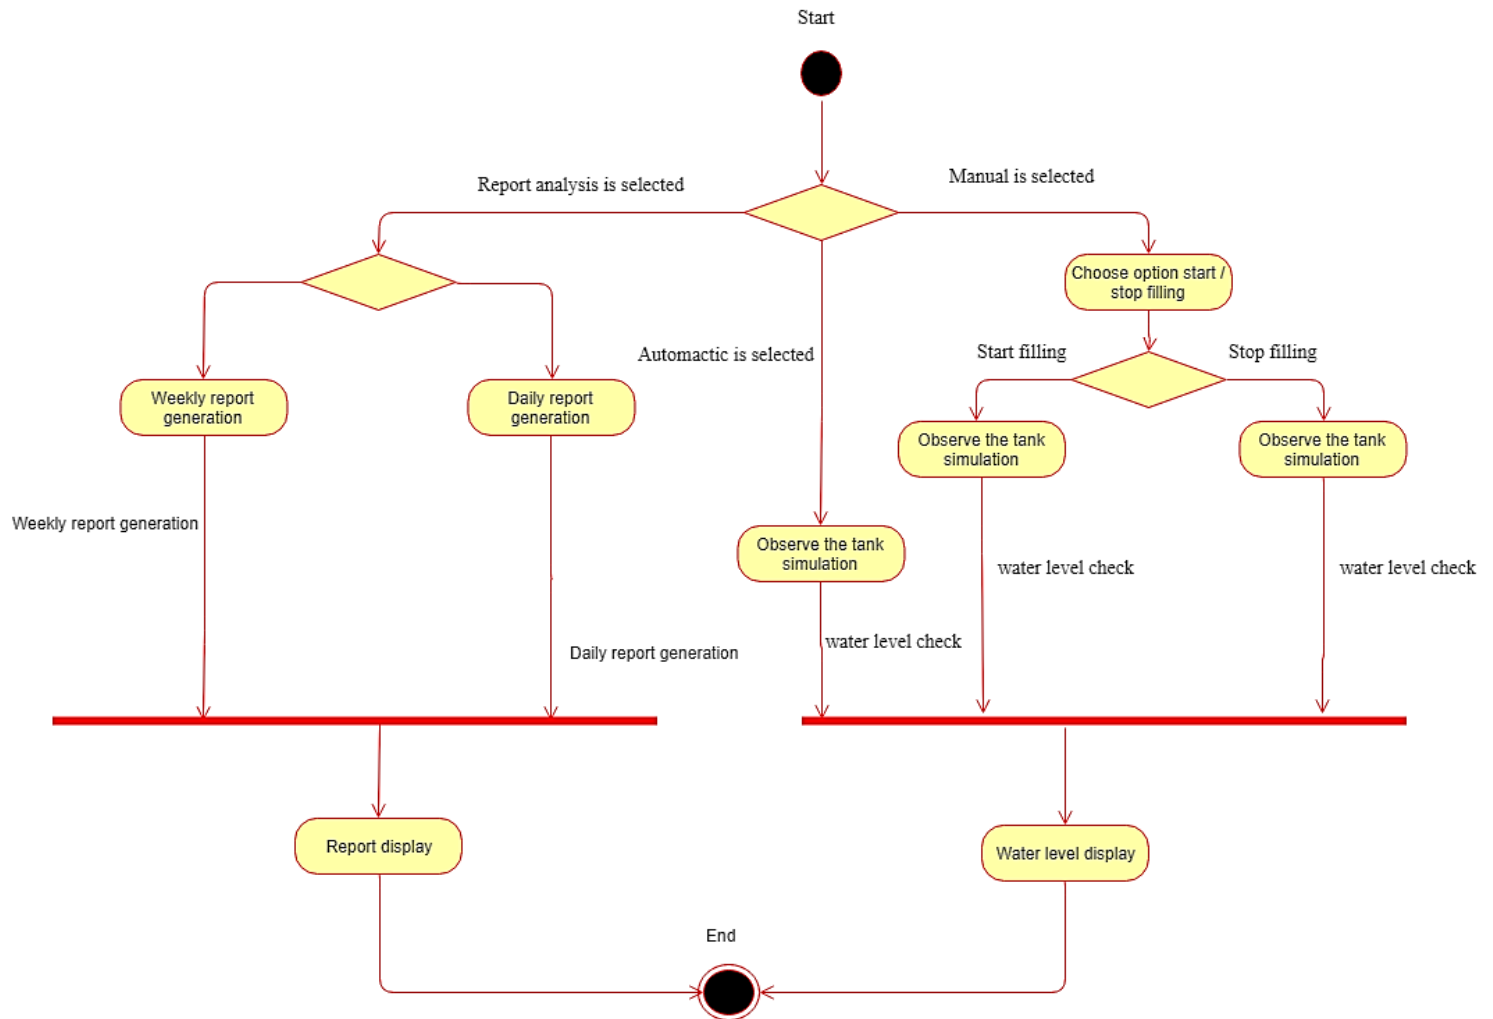 Start
Report analysis is selected
Manual is selected
Choose option start /
stop filling
Automactic is selected
Start filling
Stop filling
Weekly report
generation
Daily report
generation
Observe the tank
simulation
Observe the tank
simulation
Weekly report generation
Observe the tank
simulation
water level check
water level check
water level check
Daily report generation
Report display
Water level display
End